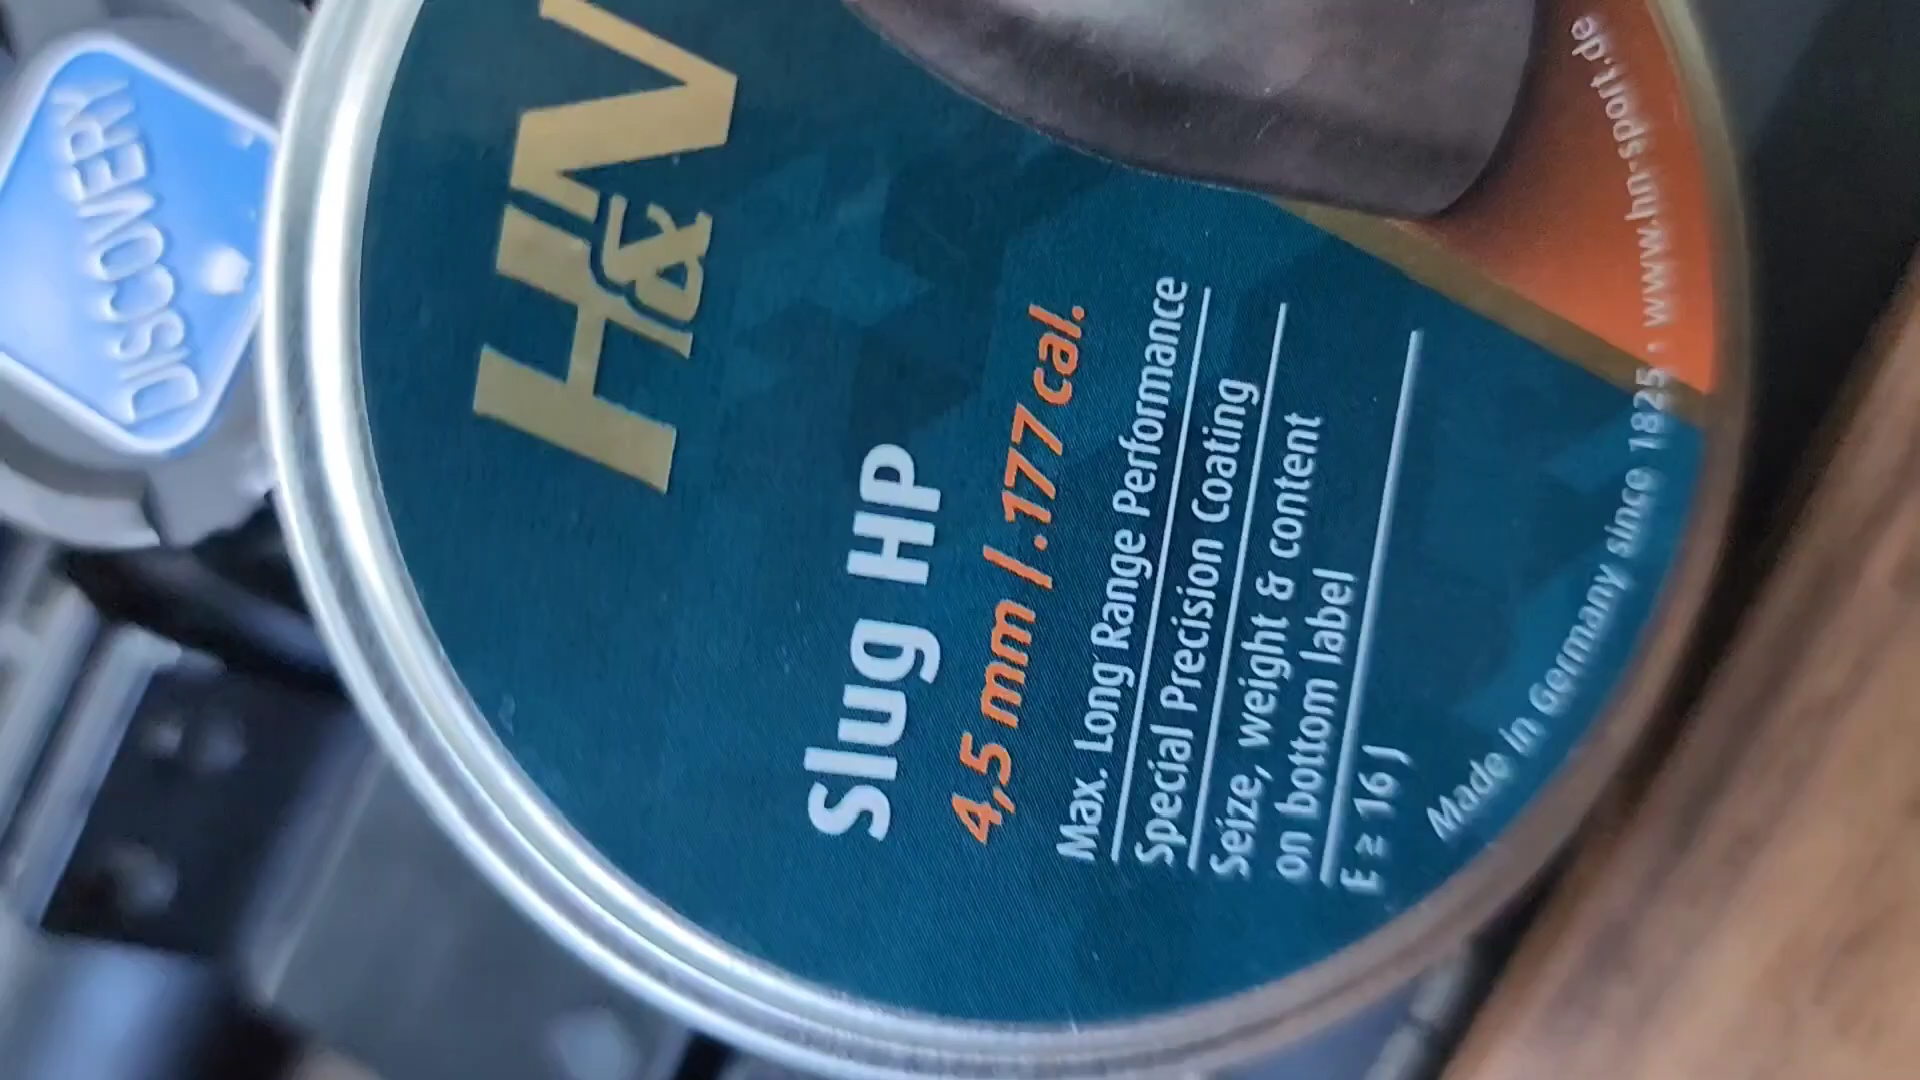 H&N
Slug HP
4,5 mm / .177 cal.
Max. Long Range Performance
Special Precision Coating
Seize, weight & content
on bottom label
E ≥ 16 J
Made in Germany since 1825 · www.hn-sport.de
DISCOVERY